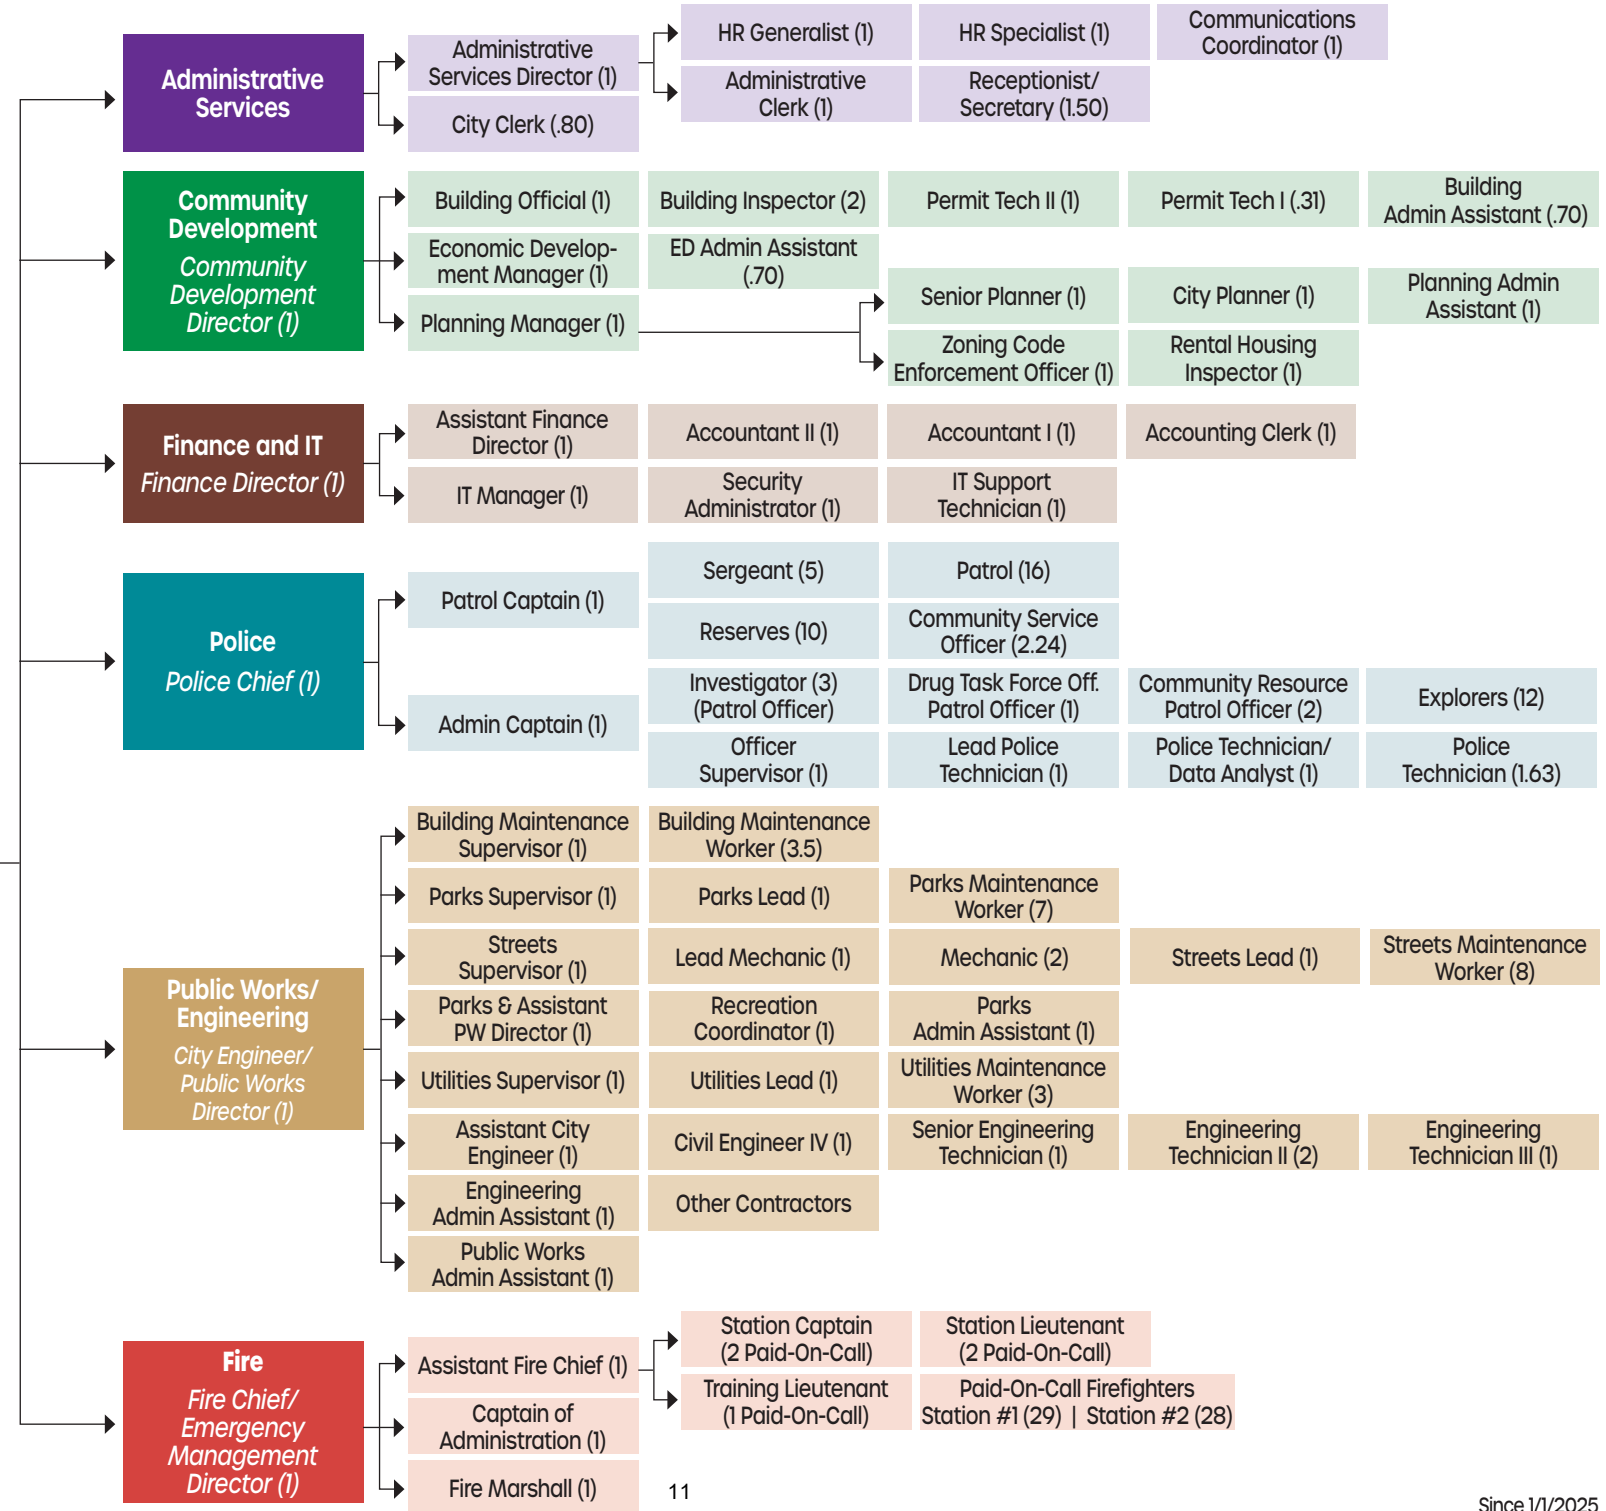 Administrative
Services
Administrative
Services Director (1)
City Clerk (.80)
HR Generalist (1)
HR Specialist (1)
Communications
Coordinator (1)
Administrative
Clerk (1)
Receptionist/
Secretary (1.50)
Community
Development
Community
Development
Director (1)
Building Official (1)
Building Inspector (2)
Permit Tech II (1)
Permit Tech I (.31)
Building
Admin Assistant (.70)
Economic Develop-
ment Manager (1)
ED Admin Assistant
(.70)
Planning Manager (1)
Senior Planner (1)
City Planner (1)
Planning Admin
Assistant (1)
Zoning Code
Enforcement Officer (1)
Rental Housing
Inspector (1)
Finance and IT
Finance Director (1)
Assistant Finance
Director (1)
Accountant II (1)
Accountant I (1)
Accounting Clerk (1)
IT Manager (1)
Security
Administrator (1)
IT Support
Technician (1)
Police
Police Chief (1)
Patrol Captain (1)
Sergeant (5)
Patrol (16)
Reserves (10)
Community Service
Officer (2.24)
Admin Captain (1)
Investigator (3)
(Patrol Officer)
Drug Task Force Off.
Patrol Officer (1)
Community Resource
Patrol Officer (2)
Explorers (12)
Officer
Supervisor (1)
Lead Police
Technician (1)
Police Technician/
Data Analyst (1)
Police
Technician (1.63)
Public Works/
Engineering
City Engineer/
Public Works
Director (1)
Building Maintenance
Supervisor (1)
Building Maintenance
Worker (3.5)
Parks Supervisor (1)
Parks Lead (1)
Parks Maintenance
Worker (7)
Streets
Supervisor (1)
Lead Mechanic (1)
Mechanic (2)
Streets Lead (1)
Streets Maintenance
Worker (8)
Parks & Assistant
PW Director (1)
Recreation
Coordinator (1)
Parks
Admin Assistant (1)
Utilities Supervisor (1)
Utilities Lead (1)
Utilities Maintenance
Worker (3)
Assistant City
Engineer (1)
Civil Engineer IV (1)
Senior Engineering
Technician (1)
Engineering
Technician II (2)
Engineering
Technician III (1)
Engineering
Admin Assistant (1)
Other Contractors
Public Works
Admin Assistant (1)
Fire
Fire Chief/
Emergency
Management
Director (1)
Assistant Fire Chief (1)
Station Captain
(2 Paid-On-Call)
Station Lieutenant
(2 Paid-On-Call)
Training Lieutenant
(1 Paid-On-Call)
Paid-On-Call Firefighters
Station #1 (29) | Station #2 (28)
Captain of
Administration (1)
Fire Marshall (1)
11
Since 1/1/2025